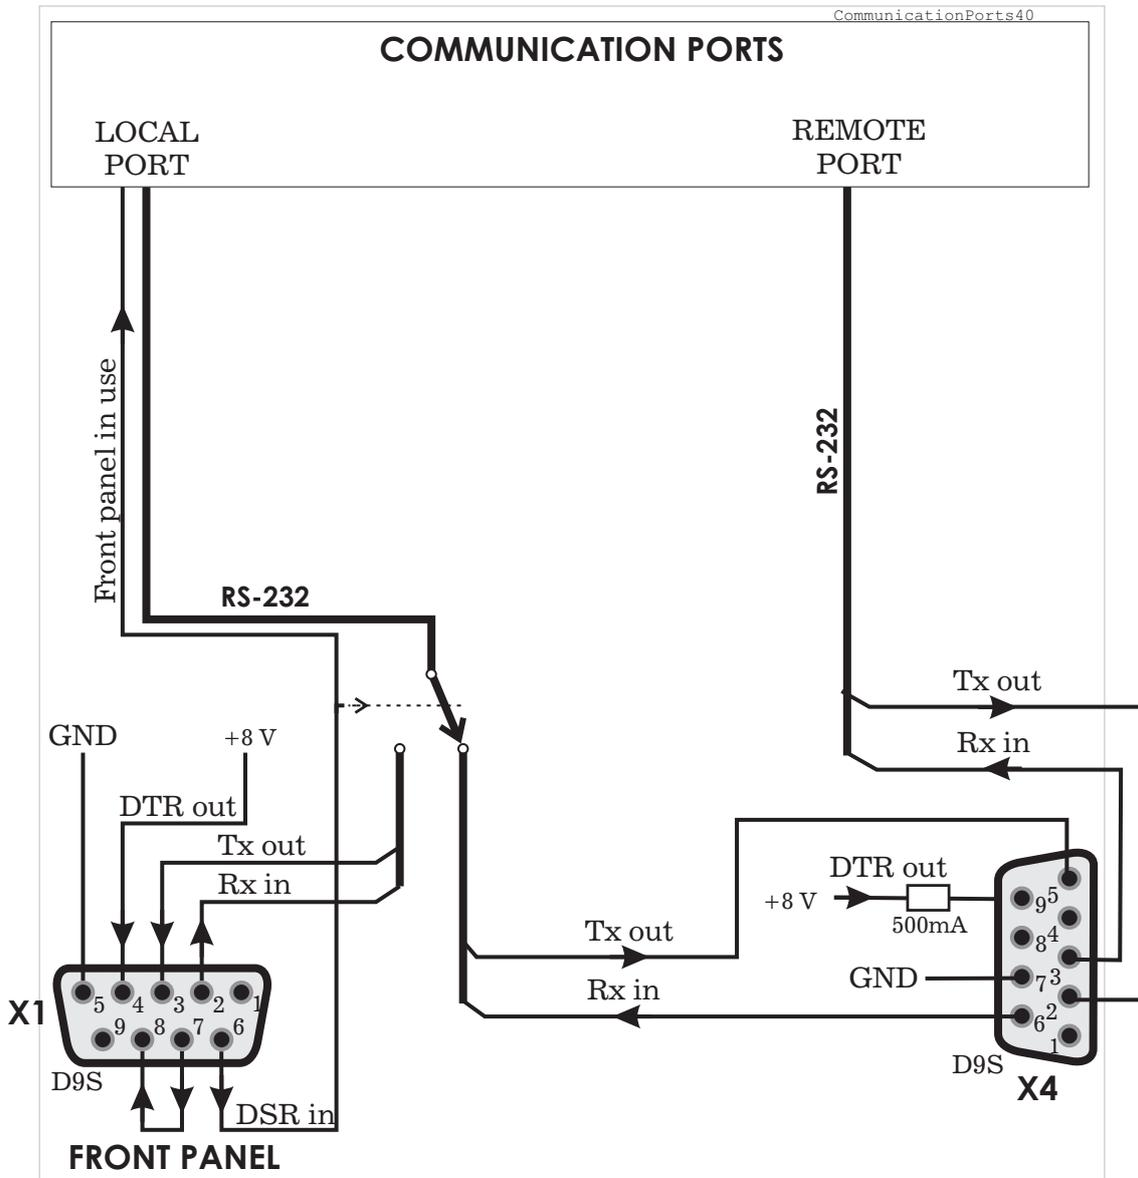 CommunicationPorts40
COMMUNICATION PORTS
LOCAL
PORT
REMOTE
PORT
Front panel in use
RS-232
RS-232
Tx out
Rx in
GND
+8 V
DTR out
Tx out
Rx in
DTR out
+8 V
500mA
Tx out
GND
Rx in
X1
5 4 3 2 1
9 8 7 6
D9S
DSR in
FRONT PANEL
9 5
8 4
7 3
6 2
1
D9S
X4